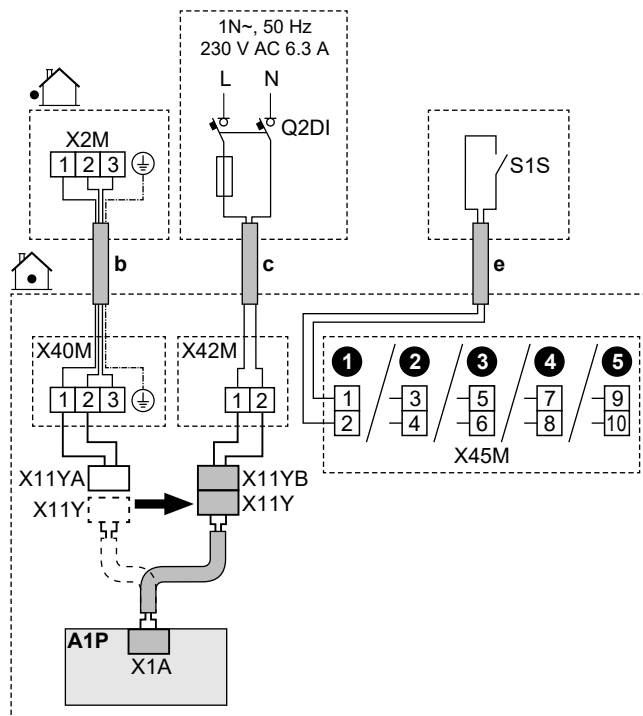 1N~, 50 Hz
230 V AC 6.3 A
L N
Q2DI
X2M
1 2 3
S1S
b
c
e
X40M
1 2 3
X42M
1 2
1 2 3 4 5
1 3 5 7 9
2 4 6 8 10
X45M
X11YA
X11YB
X11Y
X11Y
A1P
X1A